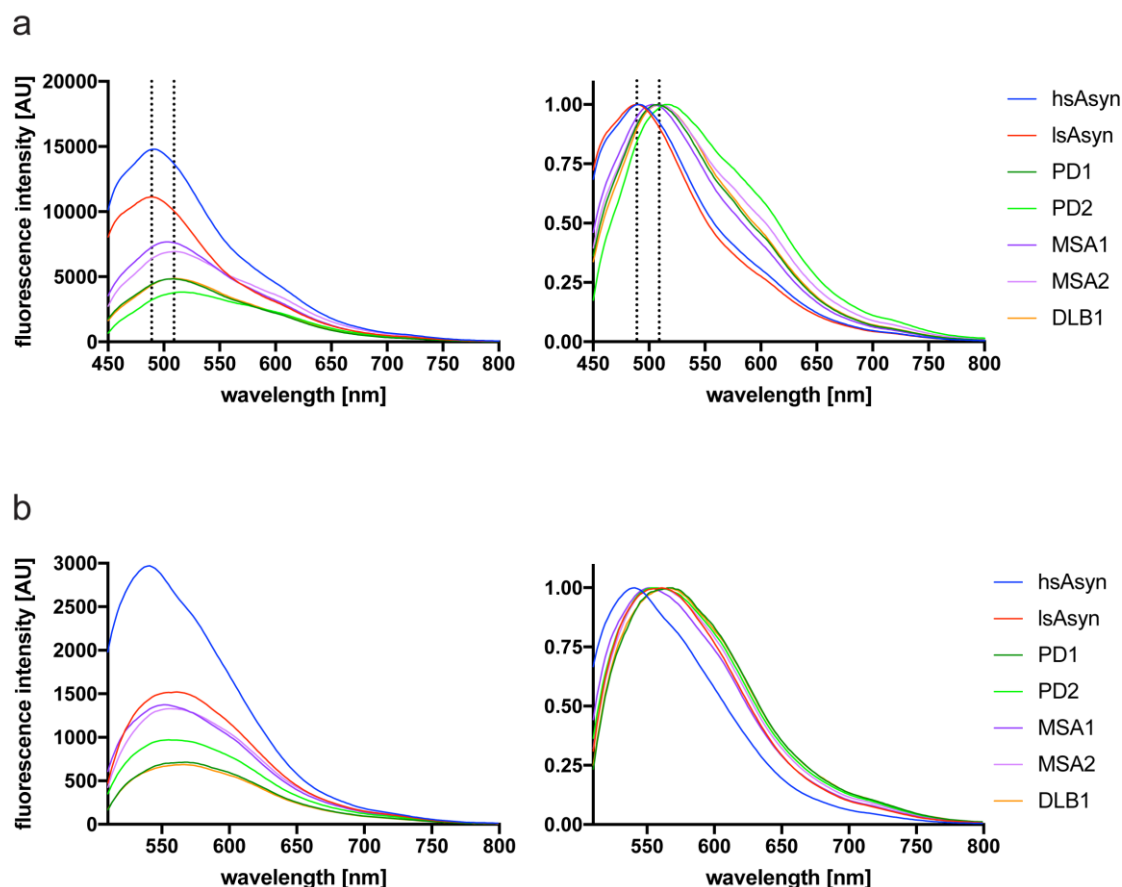 a
fluorescence intensity [AU]
20000
15000
10000
5000
0
450 500 550 600 650 700 750 800
wavelength [nm]
1.00
0.75
0.50
0.25
0.00
450 500 550 600 650 700 750 800
wavelength [nm]
hsAsyn
lsAsyn
PD1
PD2
MSA1
MSA2
DLB1
b
fluorescence intensity [AU]
3000
2500
2000
1500
1000
500
0
550 600 650 700 750 800
wavelength [nm]
1.00
0.75
0.50
0.25
0.00
550 600 650 700 750 800
wavelength [nm]
hsAsyn
lsAsyn
PD1
PD2
MSA1
MSA2
DLB1